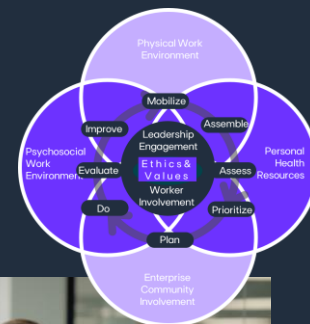 Physical Work
Environment
Mobilize
Improve
Assemble
Leadership
Engagement
Psychosocial
Work
Environment
Evaluate
Ethics &
Values
Assess
Personal
Health
Resources
Worker
Involvement
Do
Prioritize
Plan
Enterprise
Community
Involvement